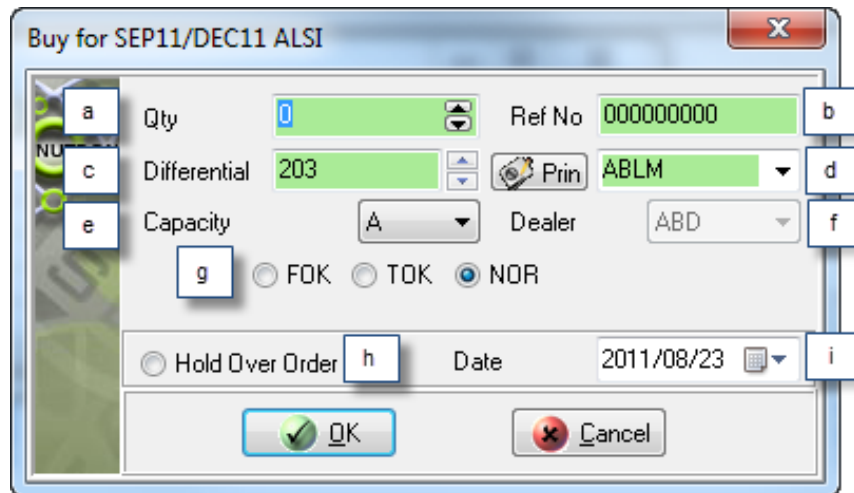 Buy for SEP11/DEC11 ALSI
X
a Qty 0 Ref No 000000000 b
c Differential 203 Prin ABLM d
e Capacity A Dealer ABD f
g FOK TOK NOR
Hold Over Order h Date 2011/08/23 i
OK Cancel